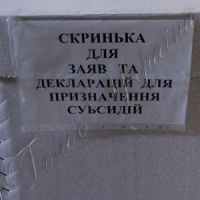 СКРИНЬКА
ДЛЯ
ЗАЯВ ТА
ДЕКЛАРАЦІЙ ДЛЯ
ПРИЗНАЧЕННЯ
СУБСИДІЙ